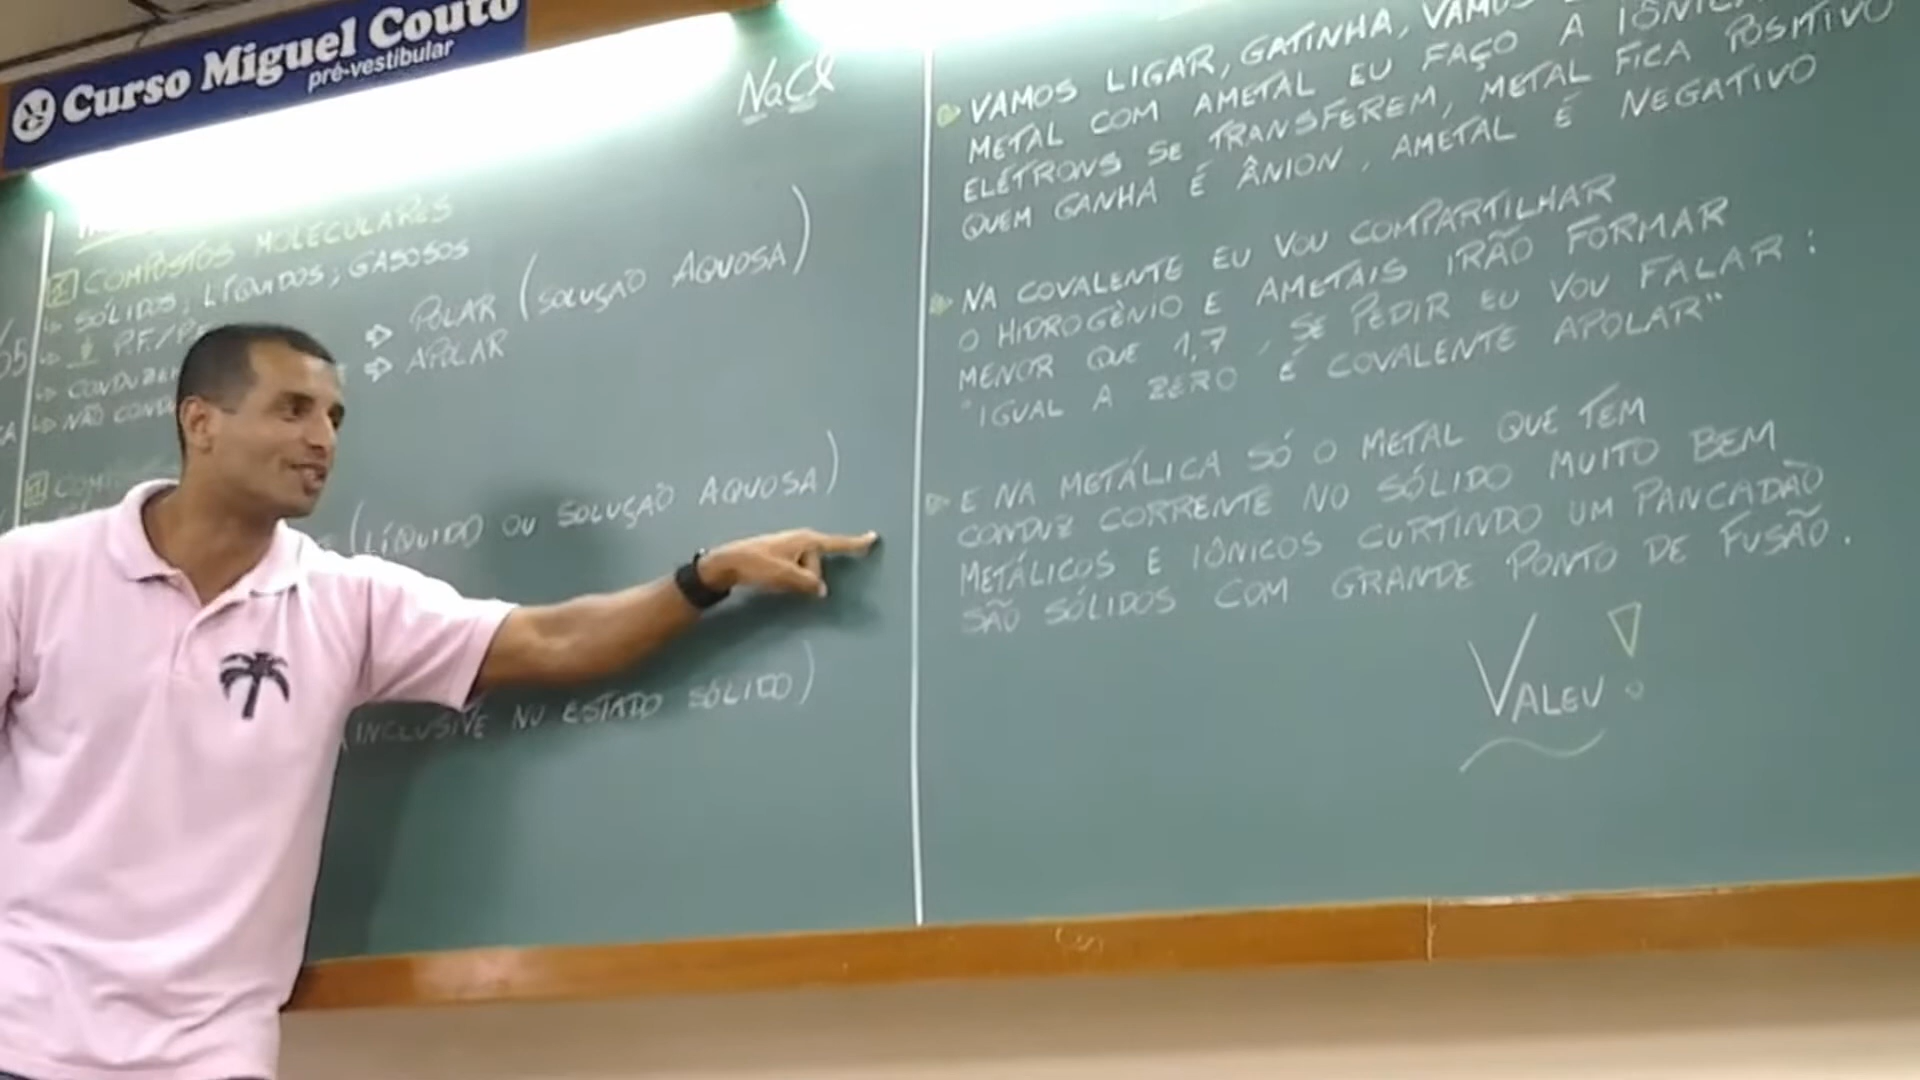 Curso Miguel Couto
pré-vestibular
NaCl
65
COMPOSTOS MOLECULARES
SÓLIDOS, LÍQUIDOS, GASOSOS
P.F./P.
CONDUZEM
NÃO COND
POLAR (SOLUÇÃO AQUOSA)
APOLAR
(LÍQUIDO OU SOLUÇÃO AQUOSA)
(INCLUSIVE NO ESTADO SÓLIDO)
VAMOS LIGAR, GATINHA, VAMOS
METAL COM AMETAL EU FAÇO A IÔNICA
ELÉTRONS SE TRANSFEREM, METAL FICA POSITIVO
QUEM GANHA É ÂNION, AMETAL É NEGATIVO
NA COVALENTE EU VOU COMPARTILHAR
O HIDROGÊNIO E AMETAIS IRÃO FORMAR
MENOR QUE 1,7, SE PEDIR EU VOU FALAR:
"IGUAL A ZERO É COVALENTE APOLAR"
E NA METÁLICA SÓ O METAL QUE TEM
CONDUZ CORRENTE NO SÓLIDO MUITO BEM
METÁLICOS E IÔNICOS CURTINDO UM PANCADÃO
SÃO SÓLIDOS COM GRANDE PONTO DE FUSÃO.
VALEU!